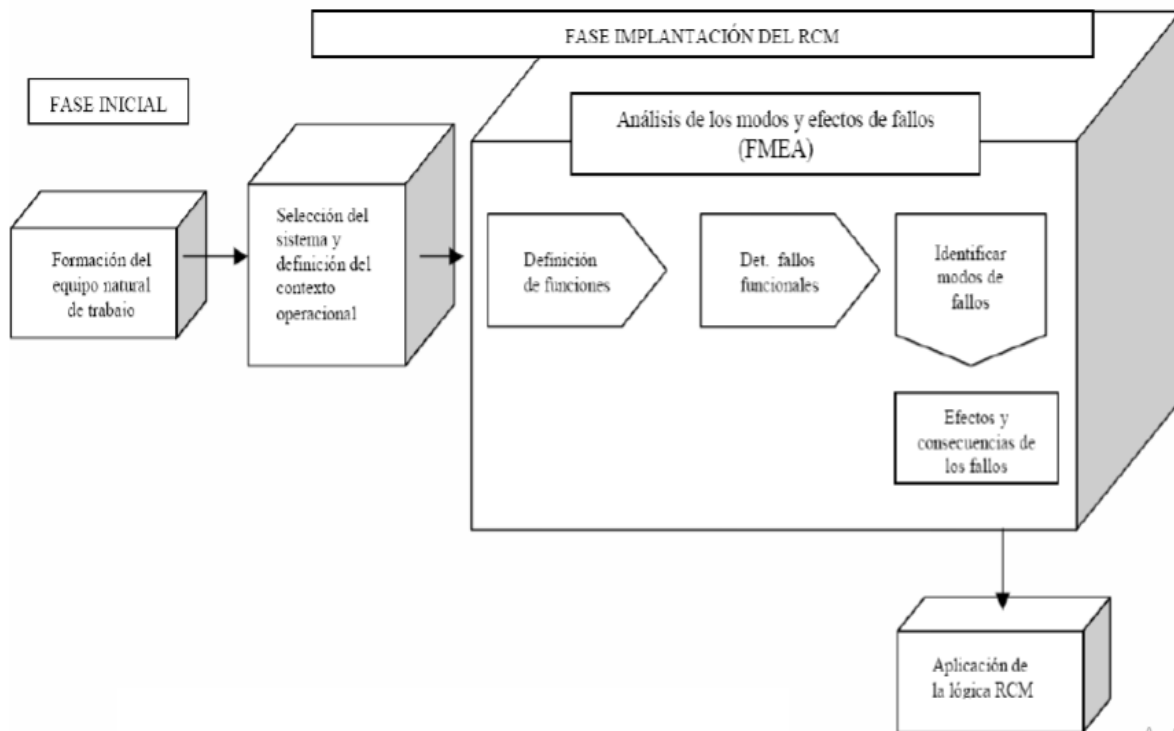 FASE IMPLANTACIÓN DEL RCM
FASE INICIAL
Análisis de los modos y efectos de fallos
(FMEA)
Formación del
equipo natural
de trabajo
Selección del
sistema y
definición del
contexto
operacional
Definición
de funciones
Det. fallos
funcionales
Identificar
modos de
fallos
Efectos y
consecuencias de
los fallos
Aplicación de
la lógica RCM